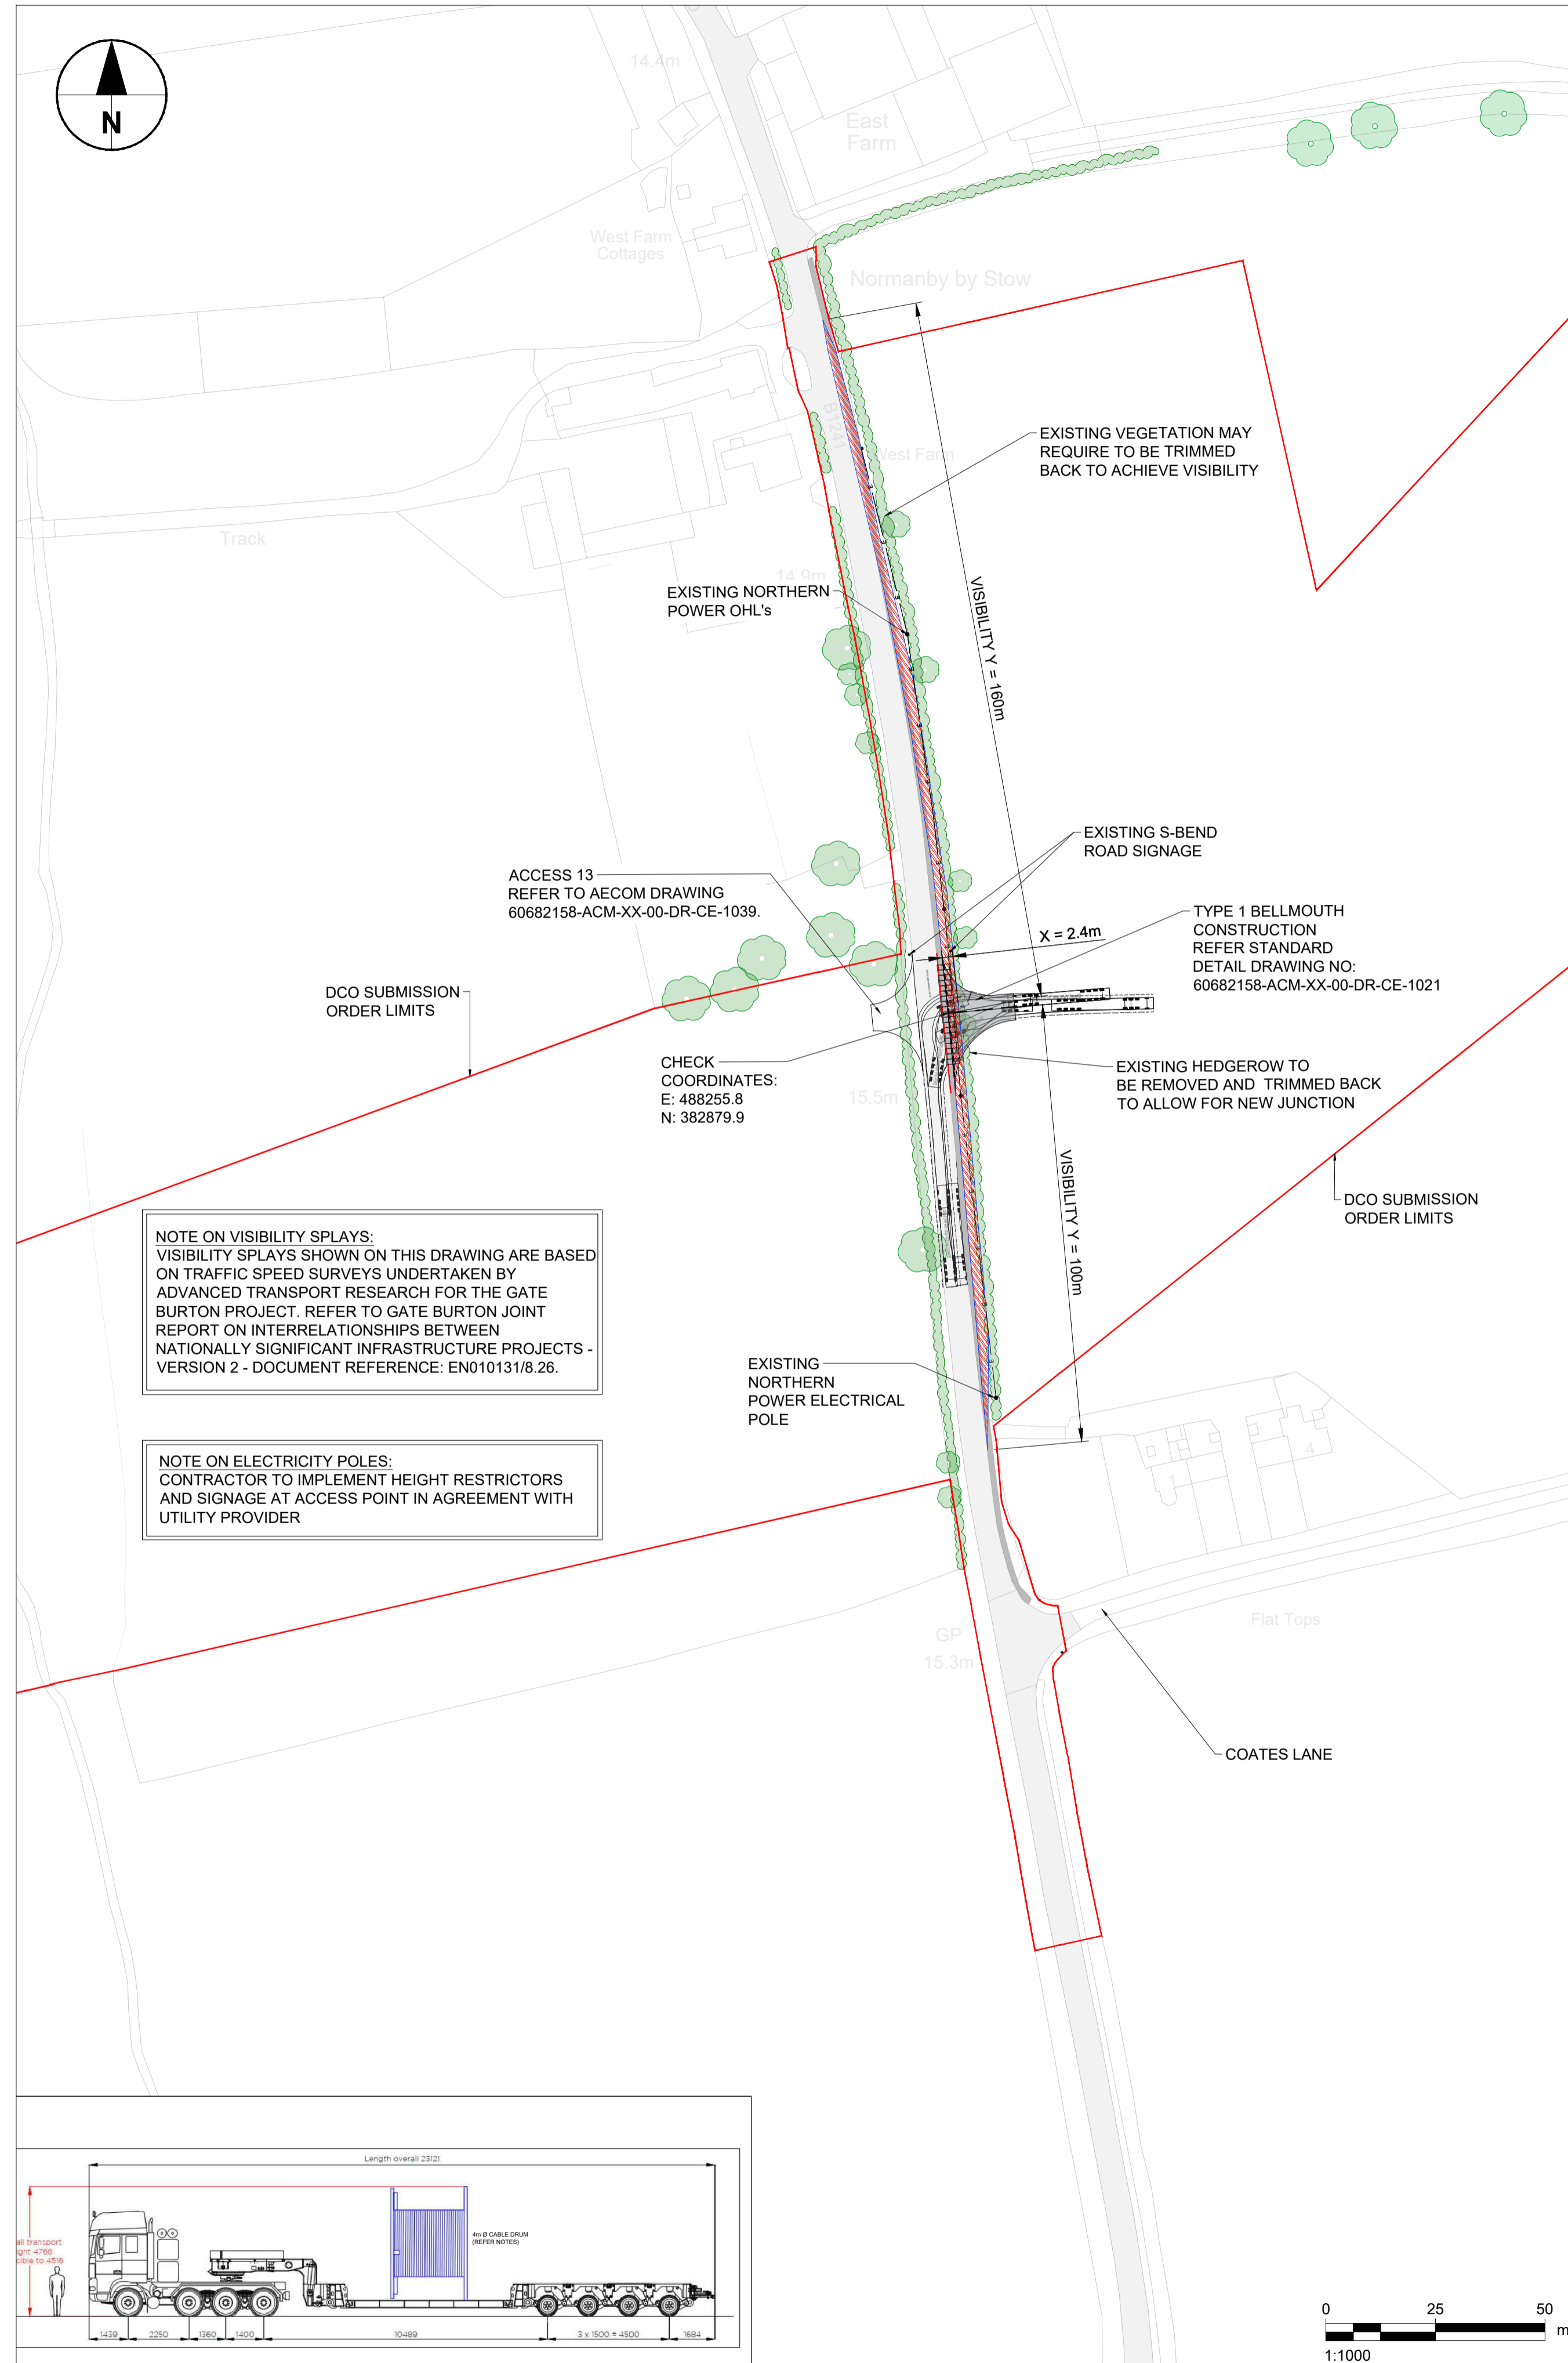 N
14.4m
East
Farm
West Farm
Cottages
Normanby by Stow
B1241
West Farm
EXISTING VEGETATION MAY
REQUIRE TO BE TRIMMED
BACK TO ACHIEVE VISIBILITY
Track
14.9m
EXISTING NORTHERN
POWER OHL's
VISIBILITY Y = 160m
EXISTING S-BEND
ROAD SIGNAGE
ACCESS 13
REFER TO AECOM DRAWING
60682158-ACM-XX-00-DR-CE-1039.
TYPE 1 BELLMOUTH
CONSTRUCTION
REFER STANDARD
DETAIL DRAWING NO:
60682158-ACM-XX-00-DR-CE-1021
X = 2.4m
DCO SUBMISSION
ORDER LIMITS
CHECK
COORDINATES:
E: 488255.8
N: 382879.9
15.5m
EXISTING HEDGEROW TO
BE REMOVED AND TRIMMED BACK
TO ALLOW FOR NEW JUNCTION
VISIBILITY Y = 100m
DCO SUBMISSION
ORDER LIMITS
NOTE ON VISIBILITY SPLAYS:
VISIBILITY SPLAYS SHOWN ON THIS DRAWING ARE BASED
ON TRAFFIC SPEED SURVEYS UNDERTAKEN BY
ADVANCED TRANSPORT RESEARCH FOR THE GATE
BURTON PROJECT. REFER TO GATE BURTON JOINT
REPORT ON INTERRELATIONSHIPS BETWEEN
NATIONALLY SIGNIFICANT INFRASTRUCTURE PROJECTS -
VERSION 2 - DOCUMENT REFERENCE: EN010131/8.26.
EXISTING
NORTHERN
POWER ELECTRICAL
POLE
NOTE ON ELECTRICITY POLES:
CONTRACTOR TO IMPLEMENT HEIGHT RESTRICTORS
AND SIGNAGE AT ACCESS POINT IN AGREEMENT WITH
UTILITY PROVIDER
1
4
GP
15.3m
Flat Tops
COATES LANE
Length overall 23121
all transport
ight 4766
cible to 4516
4m Ø CABLE DRUM
(REFER NOTES)
1439
2250
1360
1400
10489
3 x 1500 = 4500
1684
0 25 50
m
1:1000